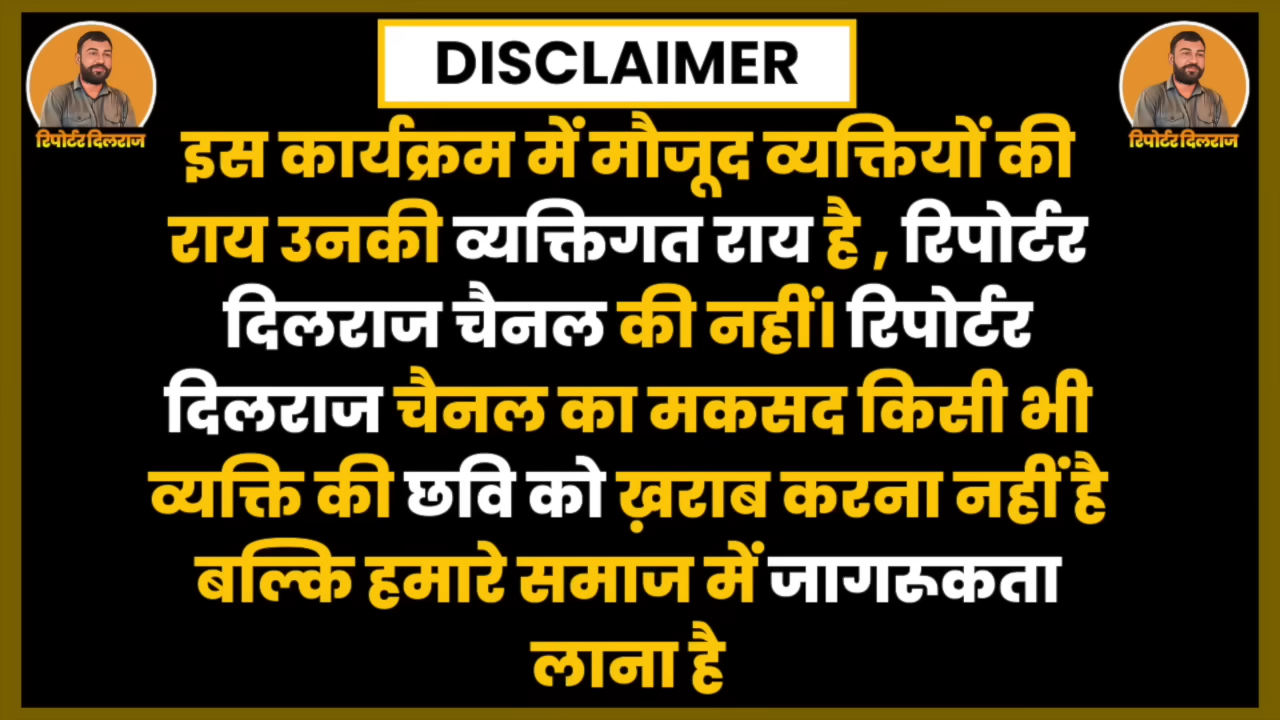 DISCLAIMER
रिपोर्टर दिलराज
रिपोर्टर दिलराज
इस कार्यक्रम में मौजूद व्यक्तियों की
राय उनकी व्यक्तिगत राय है , रिपोर्टर
दिलराज चैनल की नहीं। रिपोर्टर
दिलराज चैनल का मकसद किसी भी
व्यक्ति की छवि को ख़राब करना नहीं है
बल्कि हमारे समाज में जागरूकता
लाना है